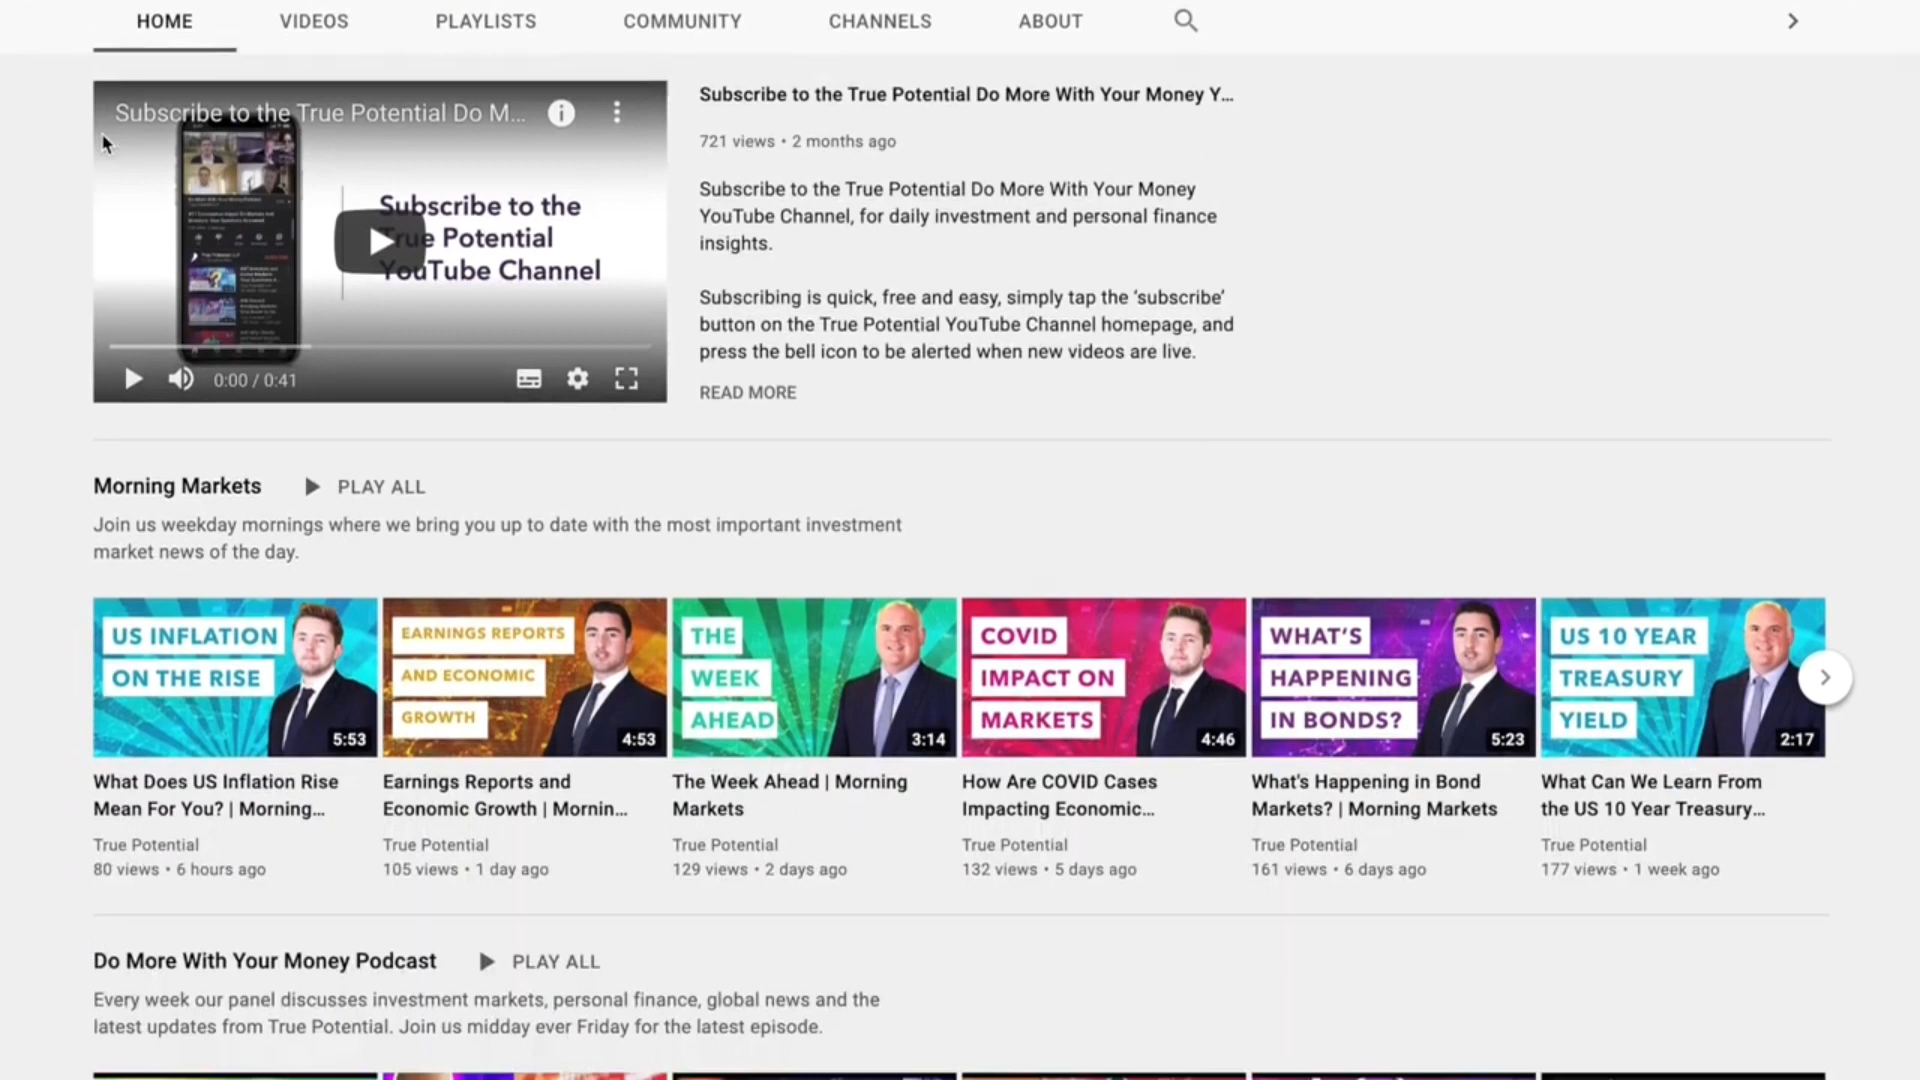 HOME VIDEOS PLAYLISTS COMMUNITY CHANNELS ABOUT
Subscribe to the True Potential Do M...
Subscribe to the
True Potential
YouTube Channel
0:00 / 0:41
Subscribe to the True Potential Do More With Your Money Y...
721 views • 2 months ago
Subscribe to the True Potential Do More With Your Money
YouTube Channel, for daily investment and personal finance
insights.
Subscribing is quick, free and easy, simply tap the ‘subscribe’
button on the True Potential YouTube Channel homepage, and
press the bell icon to be alerted when new videos are live.
READ MORE
Morning Markets PLAY ALL
Join us weekday mornings where we bring you up to date with the most important investment
market news of the day.
US INFLATION
ON THE RISE
5:53
What Does US Inflation Rise
Mean For You? | Morning...
True Potential
80 views • 6 hours ago
EARNINGS REPORTS
AND ECONOMIC
GROWTH
4:53
Earnings Reports and
Economic Growth | Mornin...
True Potential
105 views • 1 day ago
THE
WEEK
AHEAD
3:14
The Week Ahead | Morning
Markets
True Potential
129 views • 2 days ago
COVID
IMPACT ON
MARKETS
4:46
How Are COVID Cases
Impacting Economic...
True Potential
132 views • 5 days ago
WHAT'S
HAPPENING
IN BONDS?
5:23
What's Happening in Bond
Markets? | Morning Markets
True Potential
161 views • 6 days ago
US 10 YEAR
TREASURY
YIELD
2:17
What Can We Learn From
the US 10 Year Treasury...
True Potential
177 views • 1 week ago
Do More With Your Money Podcast PLAY ALL
Every week our panel discusses investment markets, personal finance, global news and the
latest updates from True Potential. Join us midday ever Friday for the latest episode.